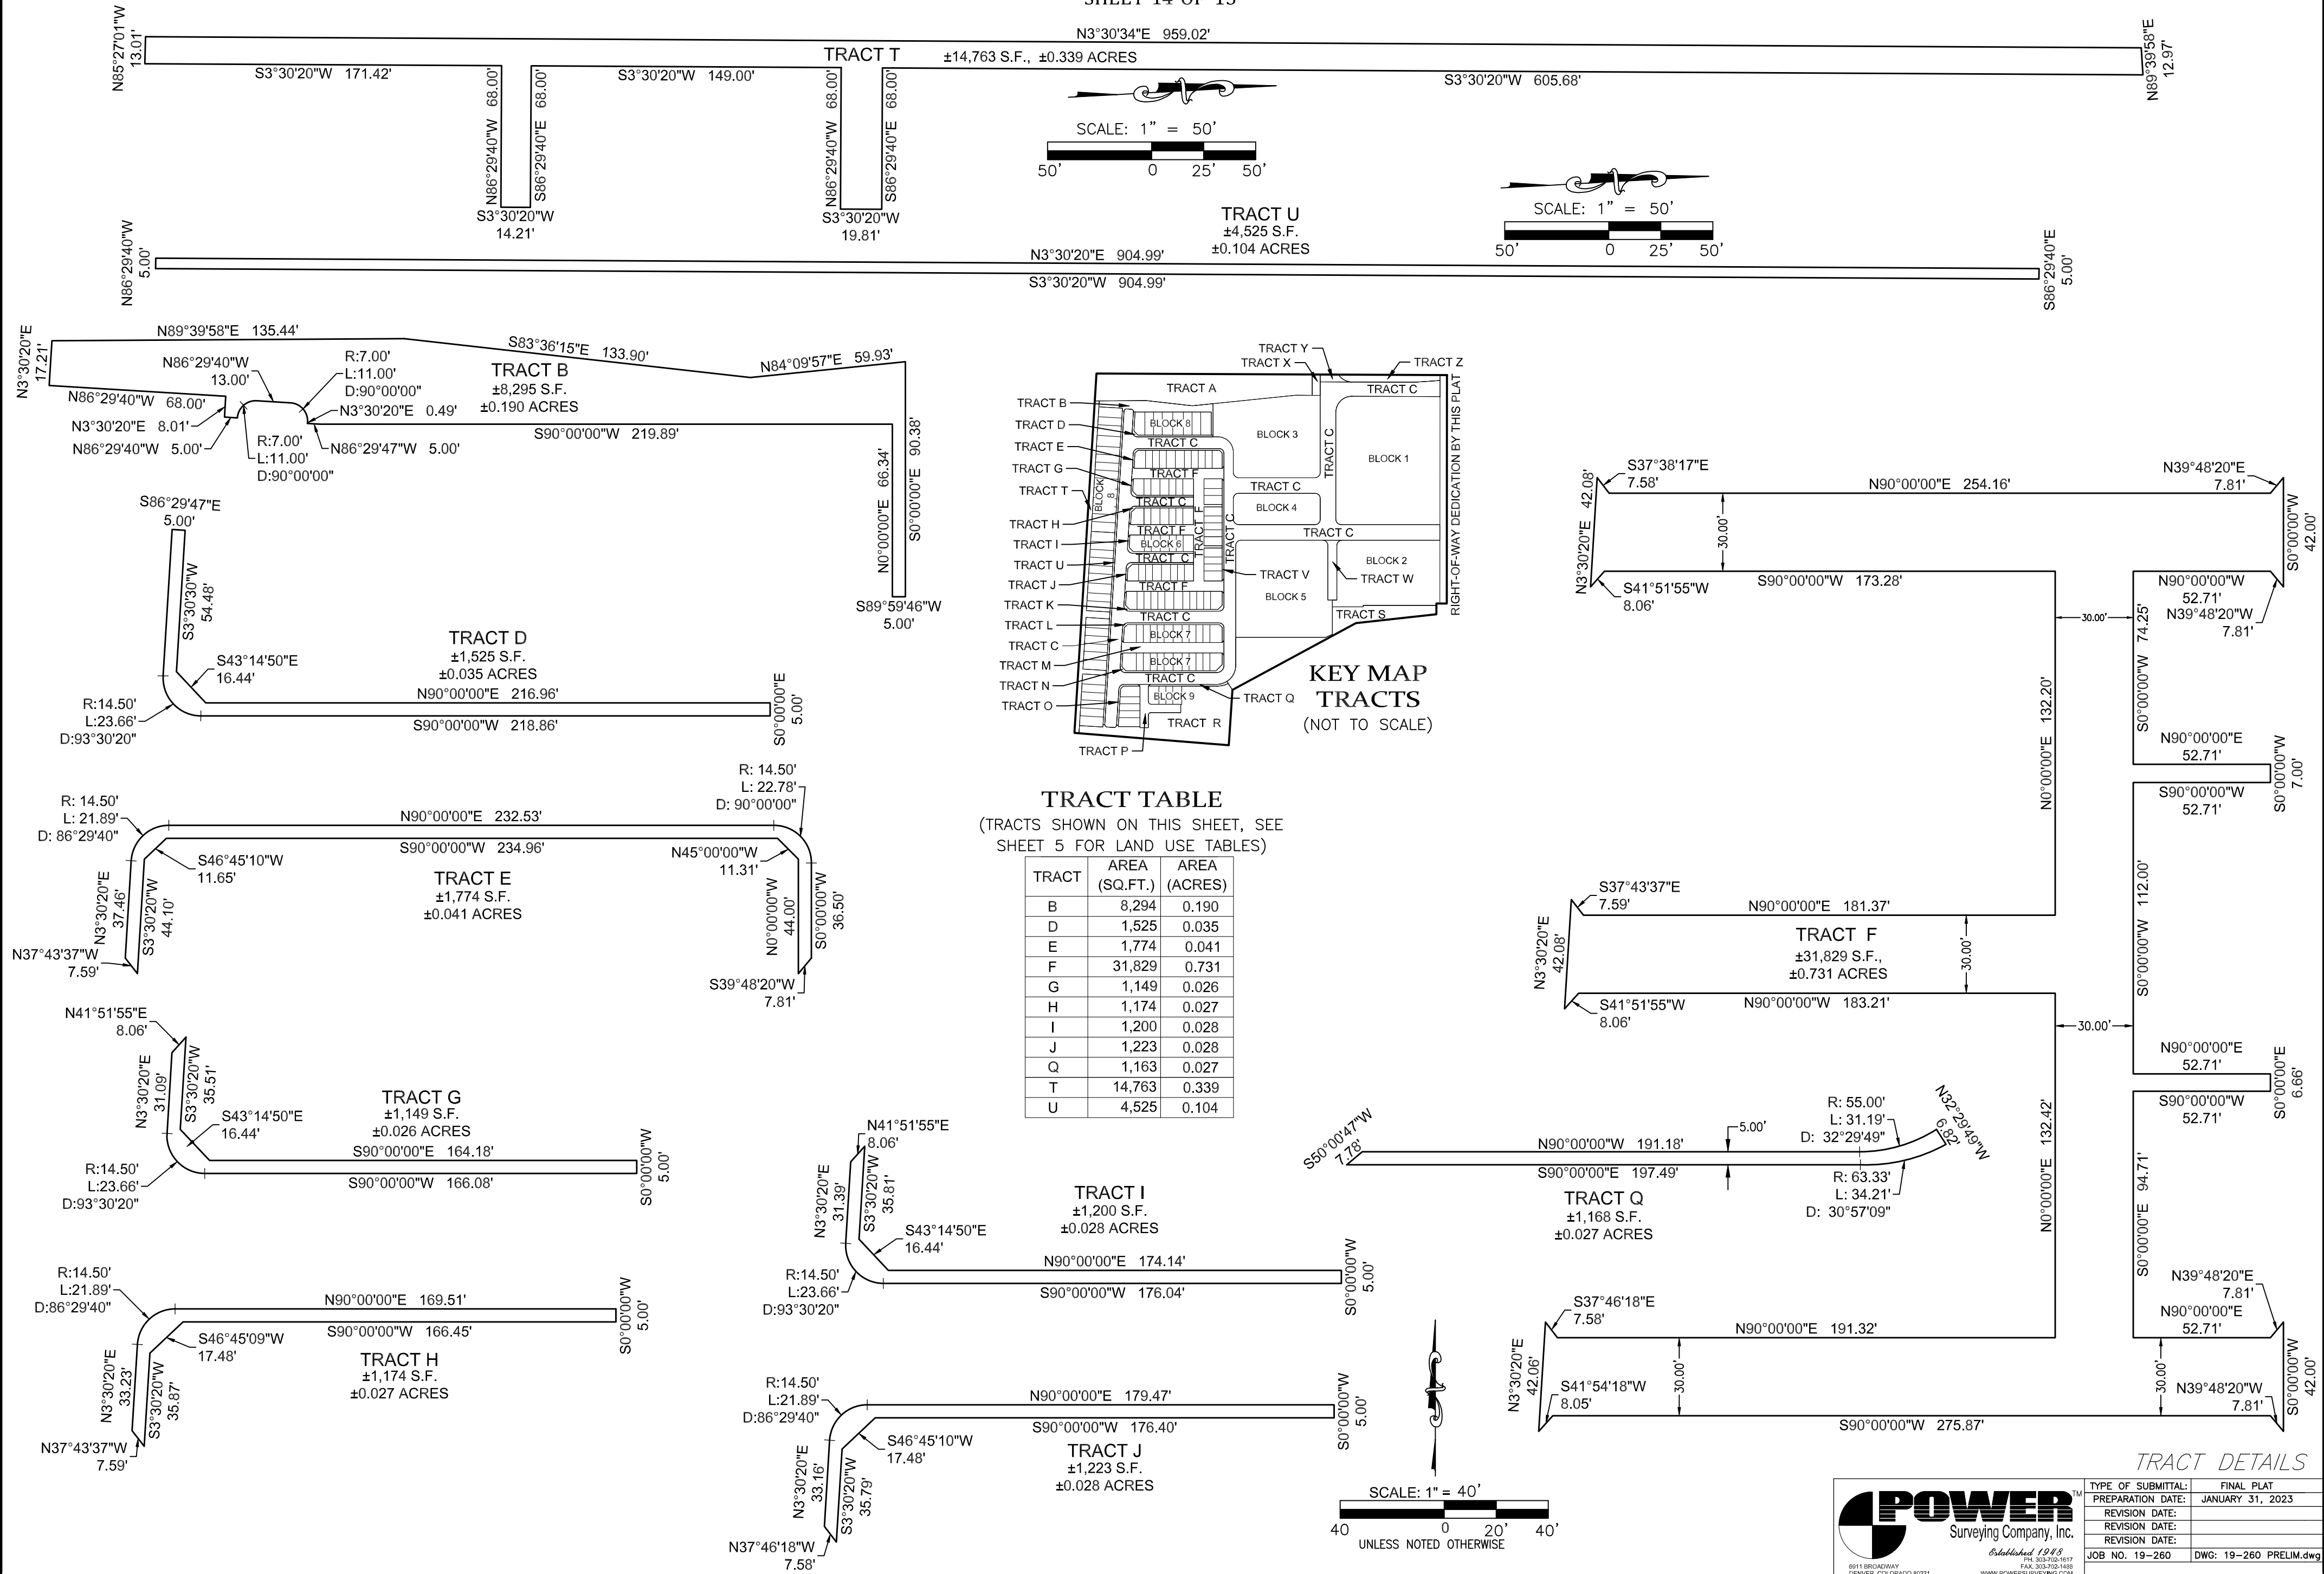 SHEET 14 OF 15
N85°27'01"W
13.01'
N3°30'34"E 959.02'
TRACT T
±14,763 S.F., ±0.339 ACRES
N89°39'58"E
12.97'
S3°30'20"W 171.42'
S3°30'20"W 149.00'
S3°30'20"W 605.68'
N86°29'40"W 68.00'
S86°29'40"E 68.00'
N86°29'40"W 68.00'
S86°29'40"E 68.00'
S3°30'20"W
14.21'
S3°30'20"W
19.81'
SCALE: 1" = 50'
50' 0 25' 50'
SCALE: 1" = 50'
50' 0 25' 50'
TRACT U
±4,525 S.F.
±0.104 ACRES
N86°29'40"W
5.00'
N3°30'20"E 904.99'
S3°30'20"W 904.99'
S86°29'40"E
5.00'
N3°30'20"E
17.21'
N89°39'58"E 135.44'
S83°36'15"E 133.90'
N84°09'57"E 59.93'
N86°29'40"W
13.00'
R:7.00'
L:11.00'
D:90°00'00"
TRACT B
±8,295 S.F.
±0.190 ACRES
N86°29'40"W 68.00'
N3°30'20"E 0.49'
N3°30'20"E 8.01'
N86°29'40"W 5.00'
R:7.00'
L:11.00'
D:90°00'00"
N86°29'47"W 5.00'
S90°00'00"W 219.89'
N0°00'00"E 66.34'
S0°00'00"E 90.38'
S89°59'46"W
5.00'
S86°29'47"E
5.00'
S3°30'30"W
54.48'
S43°14'50"E
16.44'
TRACT D
±1,525 S.F.
±0.035 ACRES
N90°00'00"E 216.96'
S90°00'00"W 218.86'
S0°00'00"E
5.00'
R:14.50'
L:23.66'
D:93°30'20"
R: 14.50'
L: 21.89'
D: 86°29'40"
N90°00'00"E 232.53'
S90°00'00"W 234.96'
R: 14.50'
L: 22.78'
D: 90°00'00"
S46°45'10"W
11.65'
N45°00'00"W
11.31'
TRACT E
±1,774 S.F.
±0.041 ACRES
N3°30'20"E
37.46'
S3°30'20"W
44.10'
N0°00'00"W
44.00'
S0°00'00"W
36.50'
N37°43'37"W
7.59'
S39°48'20"W
7.81'
N41°51'55"E
8.06'
N3°30'20"E
31.09'
S3°30'20"W
35.51'
S43°14'50"E
16.44'
TRACT G
±1,149 S.F.
±0.026 ACRES
S90°00'00"E 164.18'
S90°00'00"W 166.08'
S0°00'00"W
5.00'
R:14.50'
L:23.66'
D:93°30'20"
R:14.50'
L:21.89'
D:86°29'40"
N90°00'00"E 169.51'
S90°00'00"W 166.45'
S0°00'00"W
5.00'
S46°45'09"W
17.48'
TRACT H
±1,174 S.F.
±0.027 ACRES
N3°30'20"E
33.23'
S3°30'20"W
35.87'
N37°43'37"W
7.59'
TRACT Y
TRACT X
TRACT Z
TRACT A
TRACT C
TRACT B
TRACT D
TRACT E
TRACT G
TRACT T
TRACT H
TRACT I
TRACT U
TRACT J
TRACT K
TRACT L
TRACT C
TRACT M
TRACT N
TRACT O
TRACT P
BLOCK 8
BLOCK 3
BLOCK 1
TRACT C
TRACT C
TRACT F
TRACT C
BLOCK 8
TRACT C
BLOCK 4
TRACT F
TRACT F
TRACT C
TRACT C
BLOCK 6
BLOCK 2
TRACT C
TRACT V
TRACT W
TRACT F
BLOCK 5
TRACT S
TRACT C
BLOCK 7
BLOCK 7
TRACT C
BLOCK 9
TRACT Q
TRACT R
RIGHT-OF-WAY DEDICATION BY THIS PLAT
KEY MAP
TRACTS
(NOT TO SCALE)
TRACT TABLE
(TRACTS SHOWN ON THIS SHEET, SEE
SHEET 5 FOR LAND USE TABLES)
TRACT AREA (SQ.FT.) AREA (ACRES)
B 8,294 0.190
D 1,525 0.035
E 1,774 0.041
F 31,829 0.731
G 1,149 0.026
H 1,174 0.027
I 1,200 0.028
J 1,223 0.028
Q 1,163 0.027
T 14,763 0.339
U 4,525 0.104
N41°51'55"E
8.06'
N3°30'20"E
31.39'
S3°30'20"W
35.81'
S43°14'50"E
16.44'
TRACT I
±1,200 S.F.
±0.028 ACRES
N90°00'00"E 174.14'
S90°00'00"W 176.04'
S0°00'00"W
5.00'
R:14.50'
L:23.66'
D:93°30'20"
R:14.50'
L:21.89'
D:86°29'40"
N90°00'00"E 179.47'
S90°00'00"W 176.40'
S0°00'00"W
5.00'
S46°45'10"W
17.48'
TRACT J
±1,223 S.F.
±0.028 ACRES
N3°30'20"E
33.16'
S3°30'20"W
35.79'
N37°46'18"W
7.58'
S50°00'47"W
7.78'
N90°00'00"W 191.18'
S90°00'00"E 197.49'
5.00'
R: 55.00'
L: 31.19'
D: 32°29'49"
N32°29'49"W
6.82'
R: 63.33'
L: 34.21'
D: 30°57'09"
TRACT Q
±1,168 S.F.
±0.027 ACRES
SCALE: 1" = 40'
40 0 20' 40'
UNLESS NOTED OTHERWISE
S37°38'17"E
7.58'
N90°00'00"E 254.16'
N39°48'20"E
7.81'
N3°30'20"E 42.08'
30.00'
S0°00'00"W
42.00'
S41°51'55"W
8.06'
S90°00'00"W 173.28'
N90°00'00"W
52.71'
N39°48'20"W
7.81'
30.00'
S0°00'00"W 74.25'
N0°00'00"E 132.20'
N90°00'00"E
52.71'
S0°00'00"W
7.00'
S90°00'00"W
52.71'
S37°43'37"E
7.59'
N90°00'00"E 181.37'
N3°30'20"E
42.08'
TRACT F
±31,829 S.F.,
±0.731 ACRES
30.00'
S0°00'00"W 112.00'
S41°51'55"W
8.06'
N90°00'00"W 183.21'
30.00'
N90°00'00"E
52.71'
S0°00'00"E
6.66'
S90°00'00"W
52.71'
N0°00'00"E 132.42'
S0°00'00"E 94.71'
N39°48'20"E
7.81'
N90°00'00"E
52.71'
S37°46'18"E
7.58'
N90°00'00"E 191.32'
N3°30'20"E
42.06'
30.00'
30.00'
S0°00'00"W
42.00'
S41°54'18"W
8.05'
N39°48'20"W
7.81'
S90°00'00"W 275.87'
TRACT DETAILS
POWER TM
Surveying Company, Inc.
Established 1948
PH. 303-702-1617
FAX. 303-702-1488
WWW.POWERSURVEYING.COM
6911 BROADWAY
DENVER, COLORADO 80221
TYPE OF SUBMITTAL: FINAL PLAT
PREPARATION DATE: JANUARY 31, 2023
REVISION DATE:
REVISION DATE:
REVISION DATE:
JOB NO. 19-260 DWG: 19-260 PRELIM.dwg